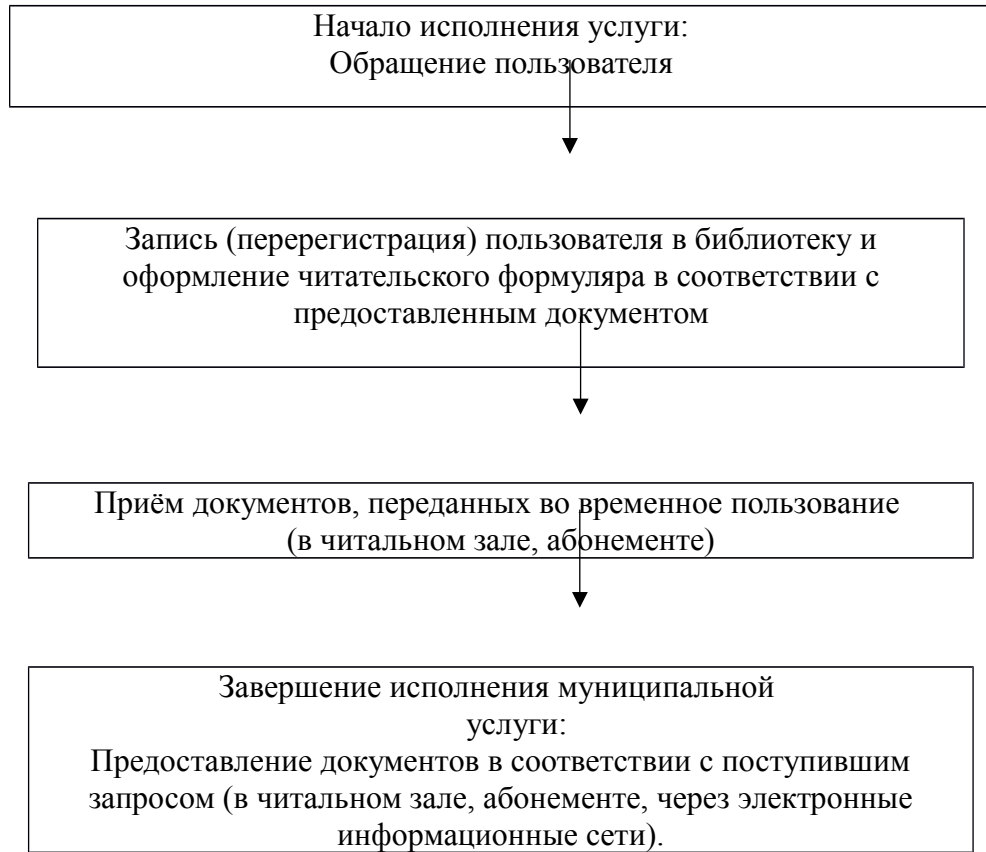 Начало исполнения услуги:
Обращение пользователя
Запись (перерегистрация) пользователя в библиотеку и
оформление читательского формуляра в соответствии с
предоставленным документом
Приём документов, переданных во временное пользование
(в читальном зале, абонементе)
Завершение исполнения муниципальной
услуги:
Предоставление документов в соответствии с поступившим
запросом (в читальном зале, абонементе, через электронные
информационные сети).